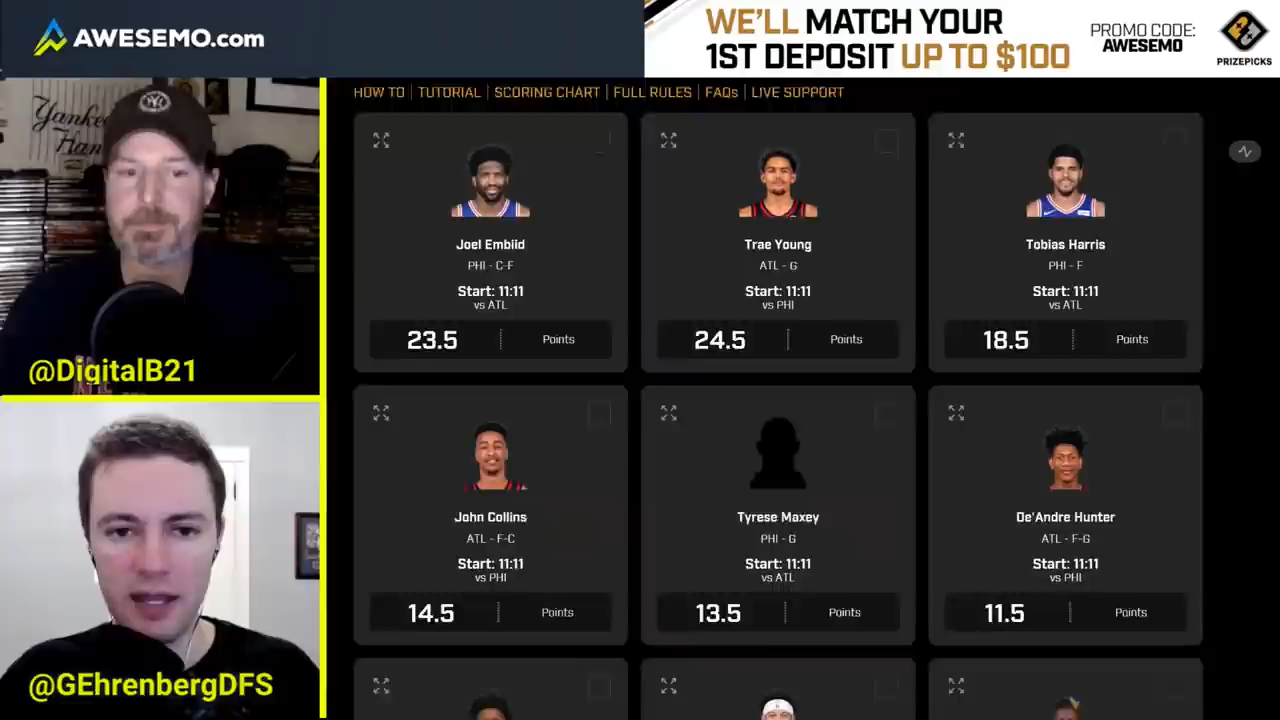 AWESEMO.com
WE'LL MATCH YOUR
1ST DEPOSIT UP TO $100
PROMO CODE:
AWESEMO
PRIZEPICKS
HOW TO | TUTORIAL | SCORING CHART | FULL RULES | FAQs | LIVE SUPPORT
Yankee
Joel Embiid
PHI - C-F
Start: 11:11
vs ATL
23.5
Points
Trae Young
ATL - G
Start: 11:11
vs PHI
24.5
Points
Tobias Harris
PHI - F
Start: 11:11
vs ATL
18.5
Points
@DigitalB21
John Collins
ATL - F-C
Start: 11:11
vs PHI
14.5
Points
Tyrese Maxey
PHI - G
Start: 11:11
vs ATL
13.5
Points
De'Andre Hunter
ATL - F-G
Start: 11:11
vs PHI
11.5
Points
@GEhrenbergDFS